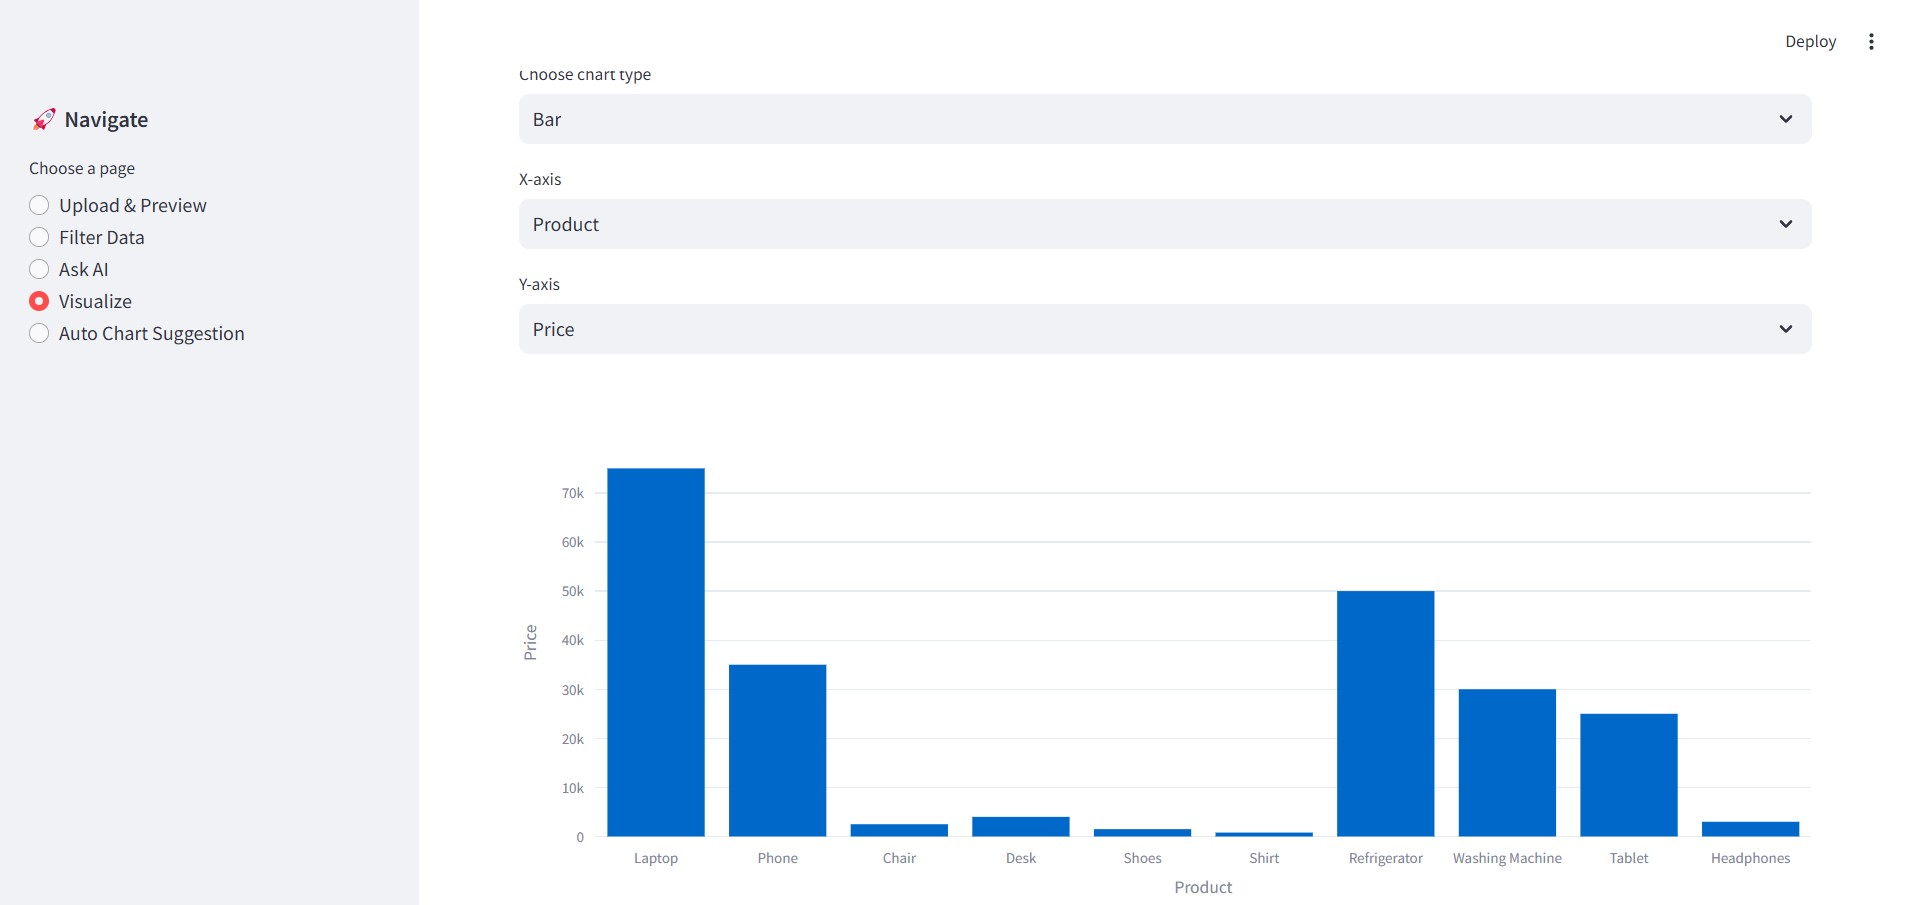 Deploy
🚀 Navigate
Choose a page
Upload & Preview
Filter Data
Ask AI
Visualize
Auto Chart Suggestion
Choose chart type
Bar
X-axis
Product
Y-axis
Price
70k
60k
50k
40k
30k
20k
10k
0
Price
Laptop Phone Chair Desk Shoes Shirt Refrigerator Washing Machine Tablet Headphones
Product